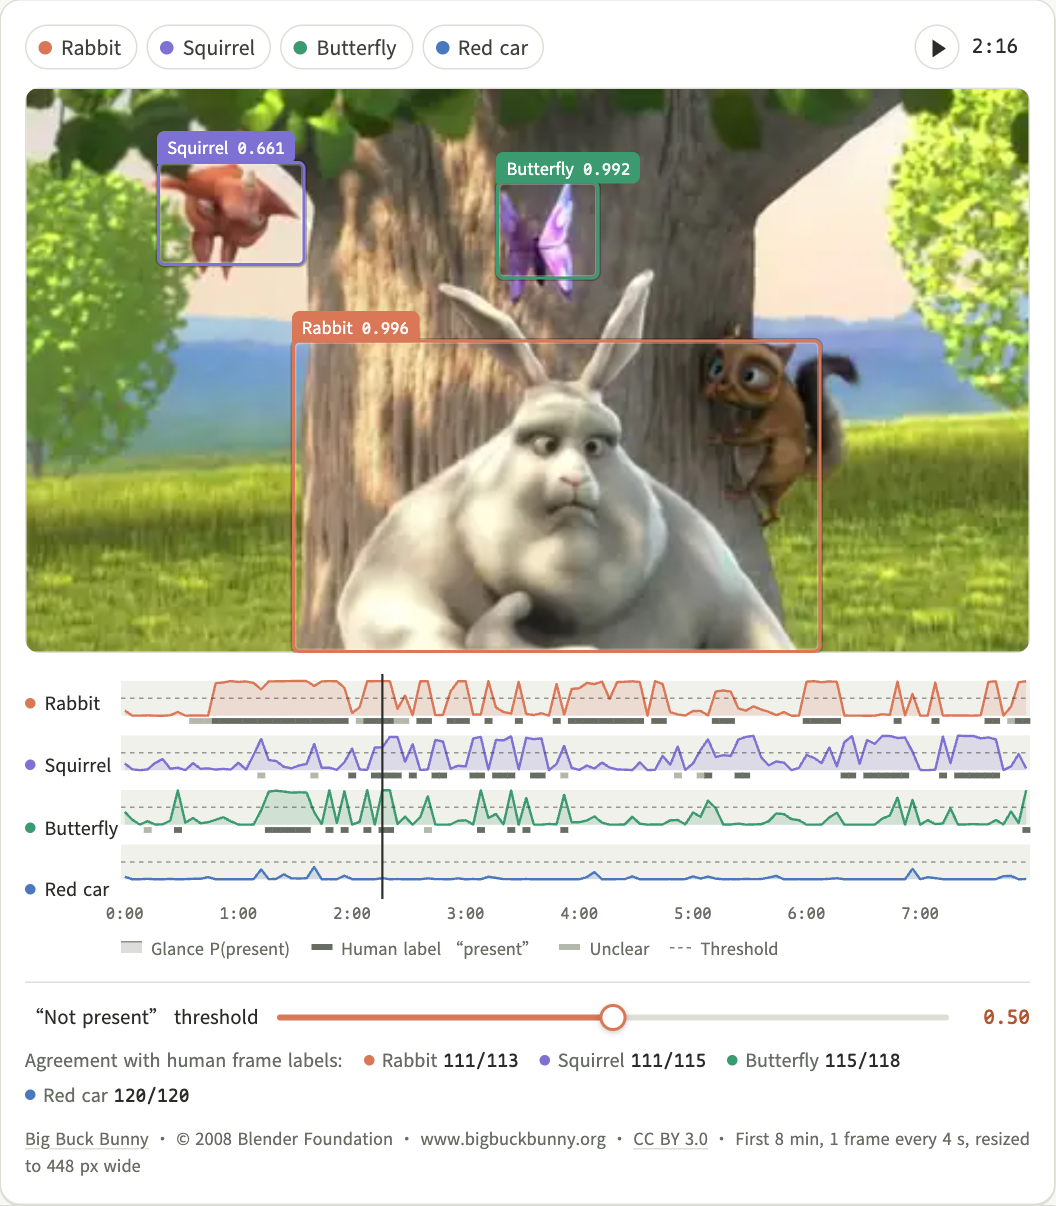 Rabbit Squirrel Butterfly Red car 2:16
Squirrel 0.661
Butterfly 0.992
Rabbit 0.996
Rabbit
Squirrel
Butterfly
Red car
0:00 1:00 2:00 3:00 4:00 5:00 6:00 7:00
Glance P(present) Human label “present” Unclear Threshold
“Not present” threshold 0.50
Agreement with human frame labels: Rabbit 111/113 Squirrel 111/115 Butterfly 115/118
Red car 120/120
Big Buck Bunny • © 2008 Blender Foundation • www.bigbuckbunny.org • CC BY 3.0 • First 8 min, 1 frame every 4 s, resized
to 448 px wide